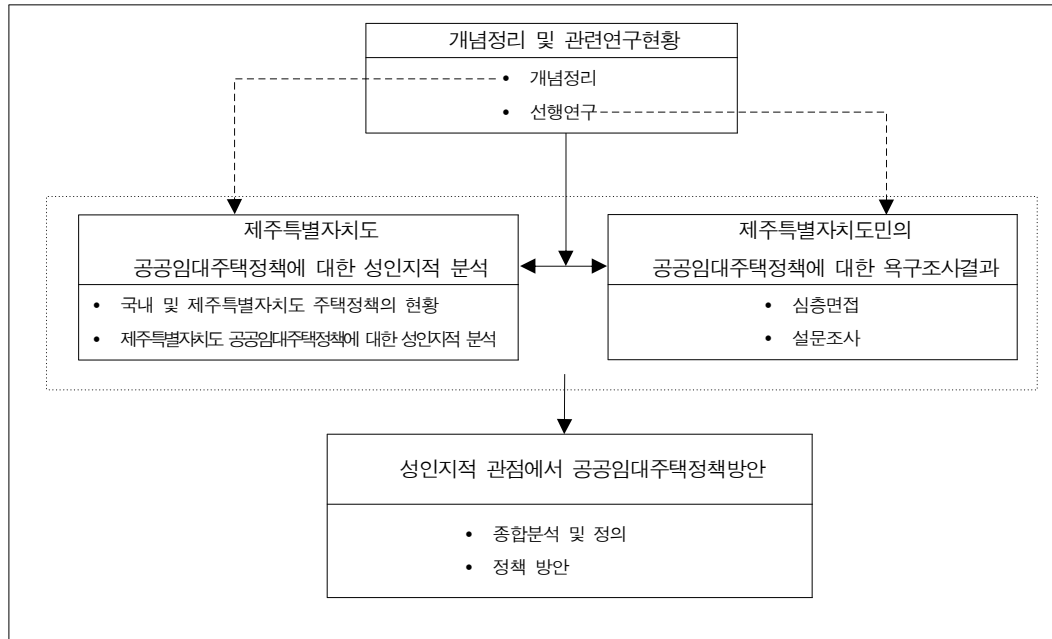 개념정리 및 관련연구현황
• 개념정리
• 선행연구
제주특별자치도
공공임대주택정책에 대한 성인지적 분석
• 국내 및 제주특별자치도 주택정책의 현황
• 제주특별자치도 공공임대주택정책에 대한 성인지적 분석
제주특별자치도민의
공공임대주택정책에 대한 욕구조사결과
• 심층면접
• 설문조사
성인지적 관점에서 공공임대주택정책방안
• 종합분석 및 정의
• 정책 방안